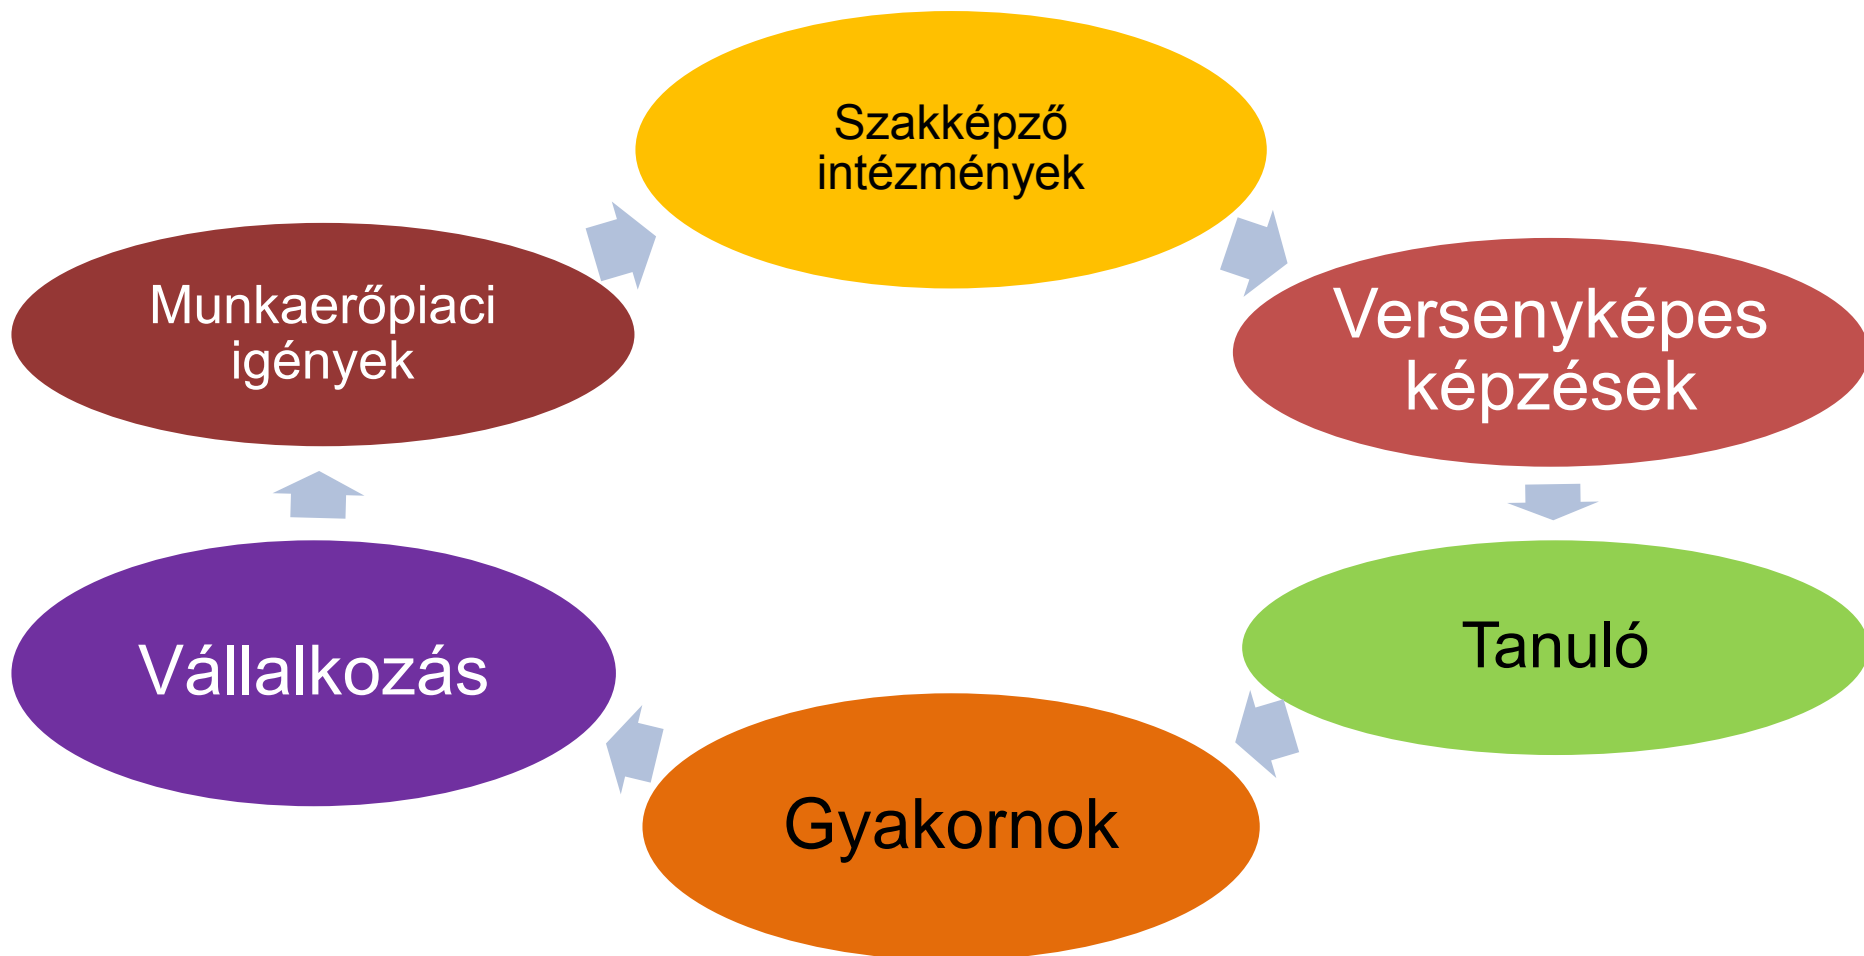 Szakképző
intézmények
Versenyképes
képzések
Tanuló
Gyakornok
Vállalkozás
Munkaerőpiaci
igények